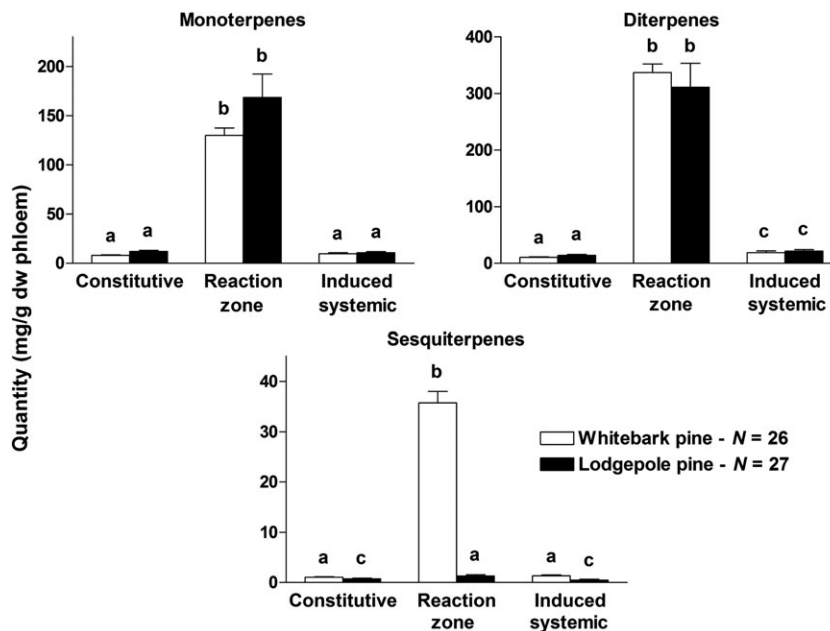 Monoterpenes
200
150
100
50
0
b
b
a
a
a
a
Constitutive
Reaction
zone
Induced
systemic
Diterpenes
400
300
200
100
0
b
b
a
a
c
c
Constitutive
Reaction
zone
Induced
systemic
Quantity (mg/g dw phloem)
Sesquiterpenes
40
30
20
10
0
b
a
c
a
a
c
Constitutive
Reaction
zone
Induced
systemic
Whitebark pine - N = 26
Lodgepole pine - N = 27